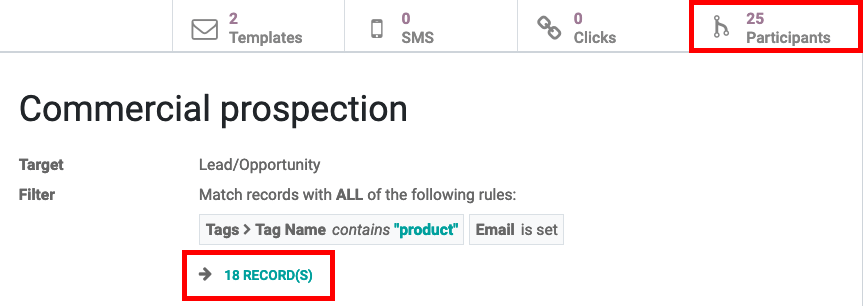 2
Templates
0
SMS
0
Clicks
25
Participants
Commercial prospection
Target Lead/Opportunity
Filter Match records with ALL of the following rules:
Tags > Tag Name contains "product" Email is set
18 RECORD(S)